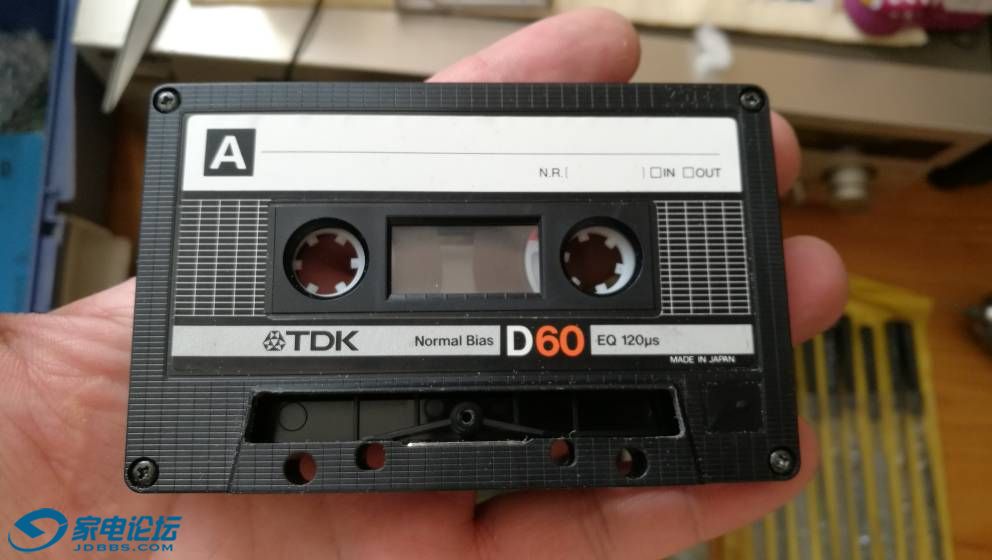 A
N.R.[ ] □IN □OUT
TDK Normal Bias D60 EQ 120µs
MADE IN JAPAN
家电论坛
JDBBS.COM